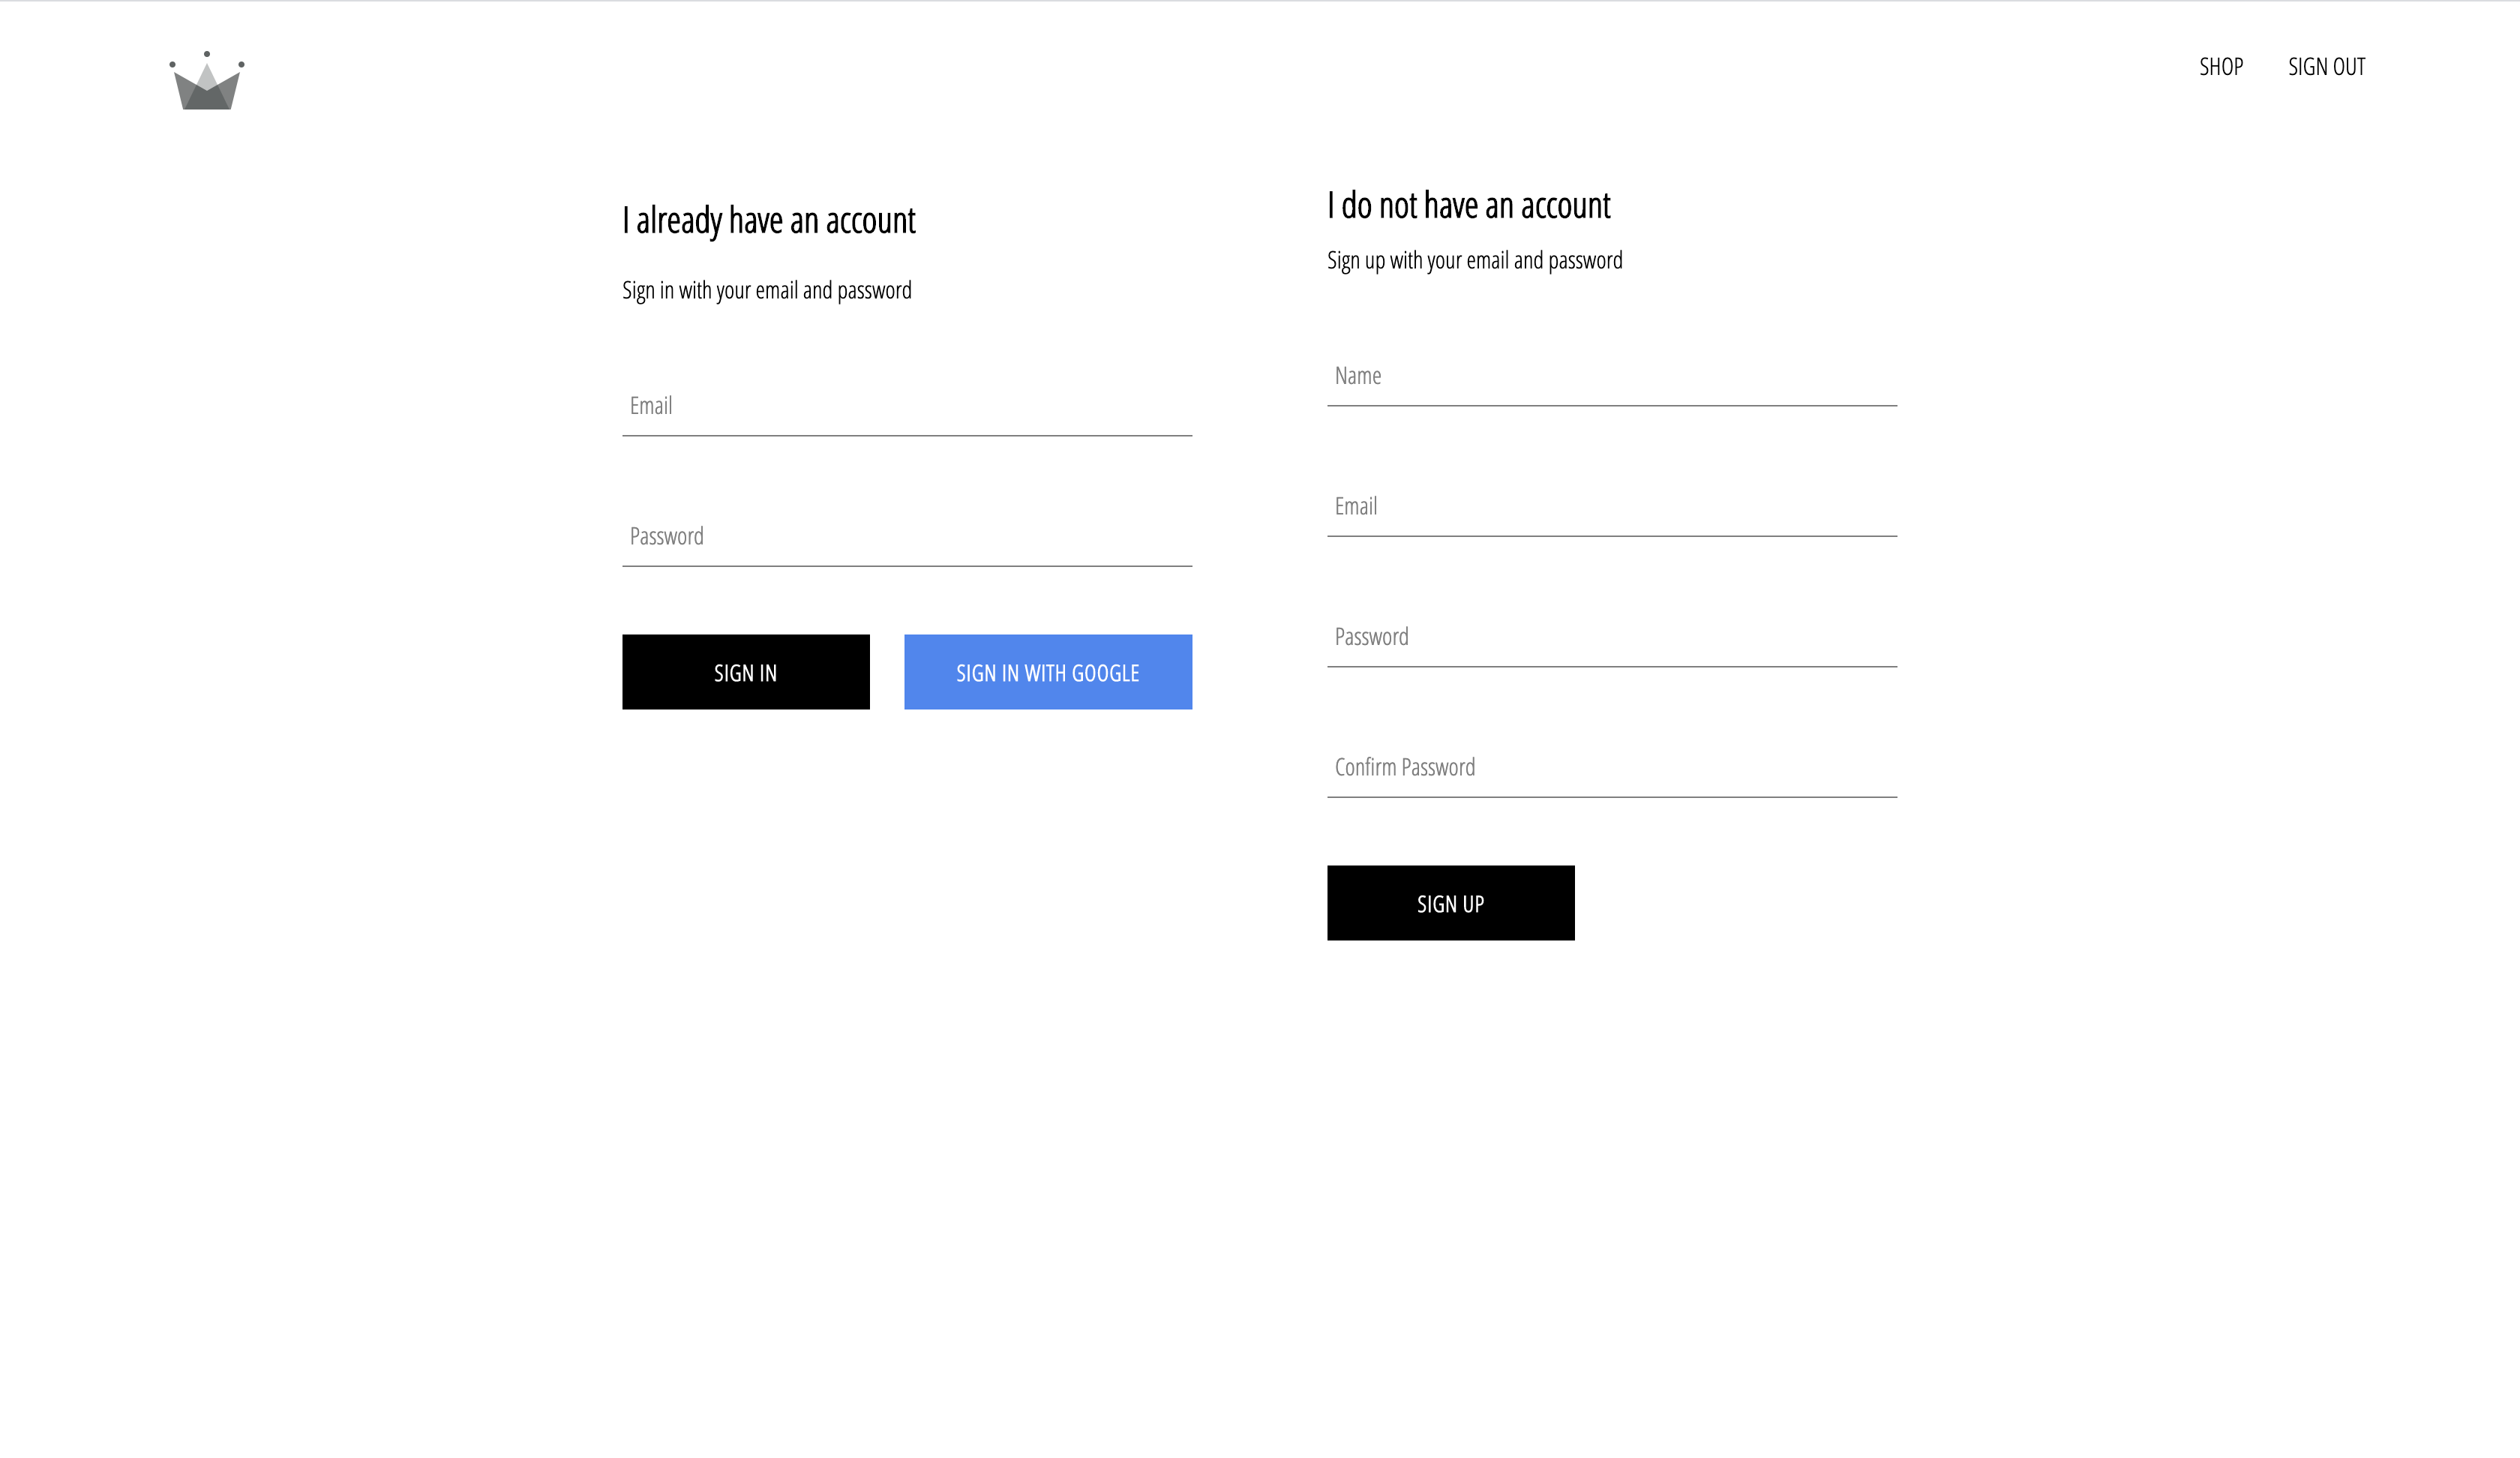 SHOP
SIGN OUT
I already have an account
Sign in with your email and password
Email
Password
SIGN IN
SIGN IN WITH GOOGLE
I do not have an account
Sign up with your email and password
Name
Email
Password
Confirm Password
SIGN UP